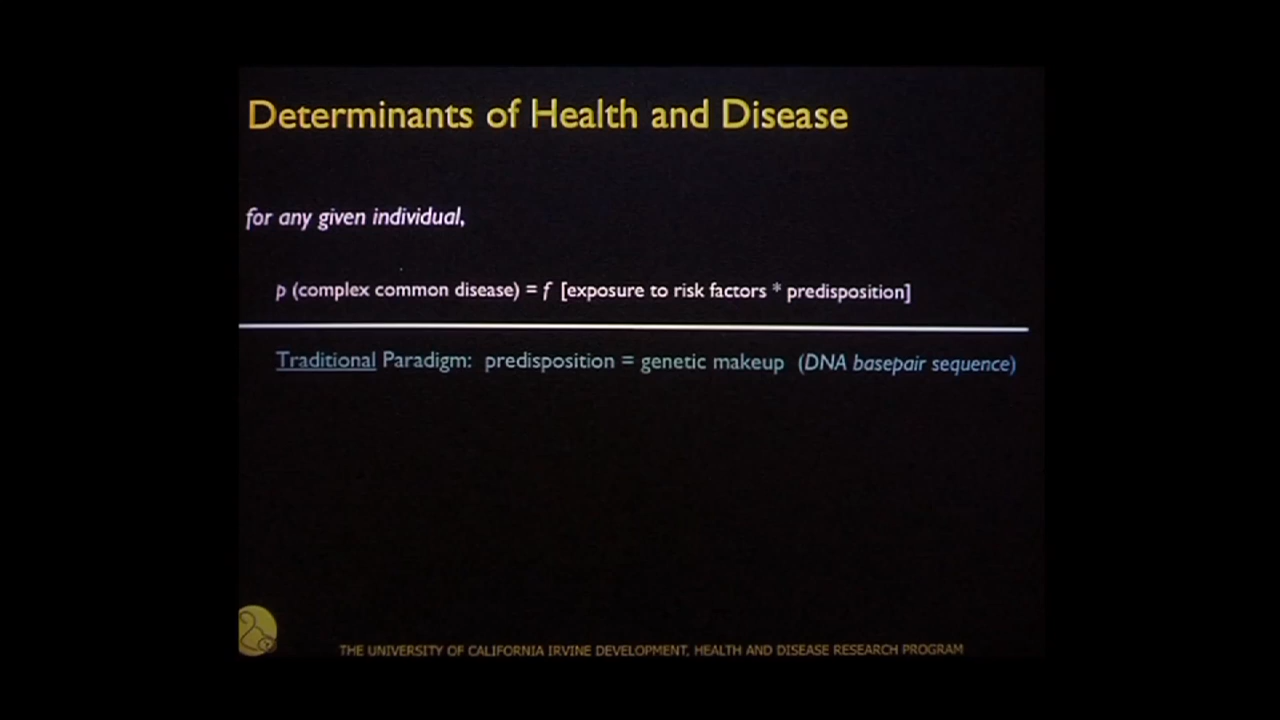 Determinants of Health and Disease
for any given individual,
p (complex common disease) = f [exposure to risk factors * predisposition]
Traditional Paradigm: predisposition = genetic makeup (DNA basepair sequence)
THE UNIVERSITY OF CALIFORNIA IRVINE DEVELOPMENT, HEALTH AND DISEASE RESEARCH PROGRAM